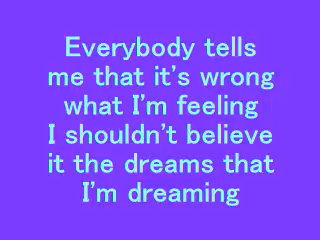 Everybody tells
me that it's wrong
what I'm feeling
I shouldn't believe
it the dreams that
I'm dreaming